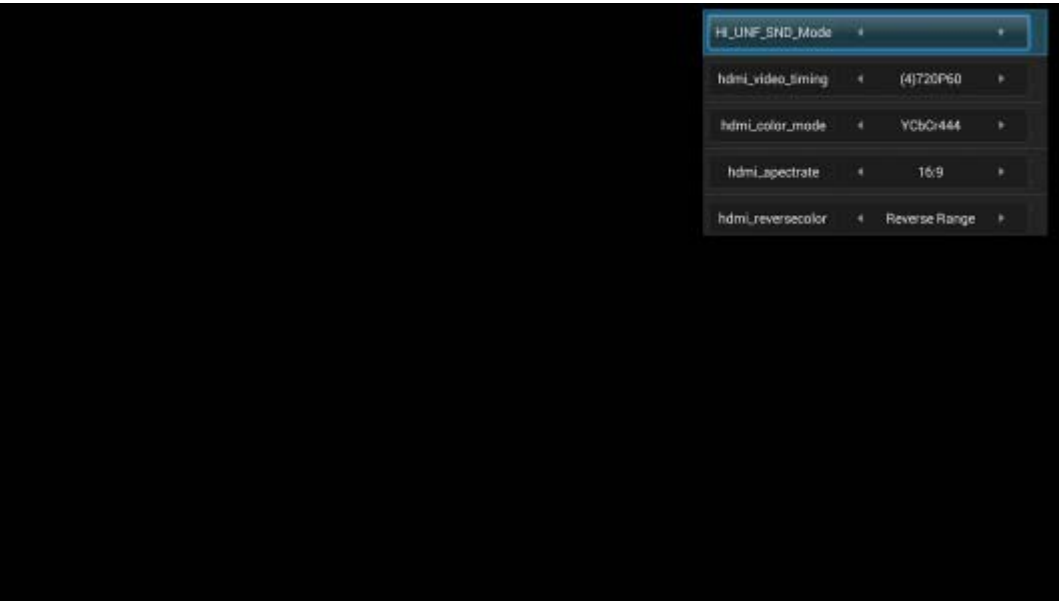 HI_UNF_SND_Mode
hdmi_video_timing (4)720P60
hdmi_color_mode YCbCr444
hdmi_apectrate 16:9
hdmi_reversecolor Reverse Range